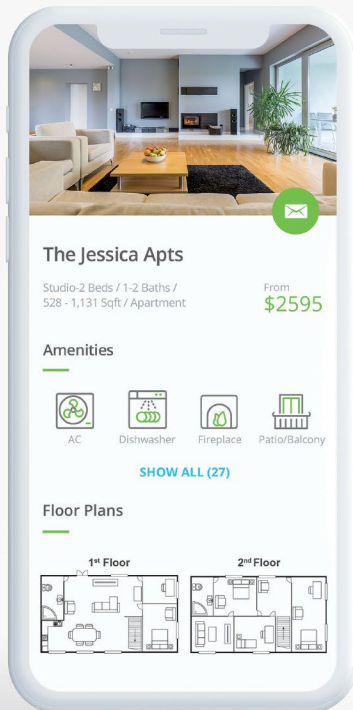 The Jessica Apts
Studio-2 Beds / 1-2 Baths /
528 - 1,131 Sqft / Apartment
From
$2595
Amenities
AC
Dishwasher
Fireplace
Patio/Balcony
SHOW ALL (27)
Floor Plans
1st Floor
2nd Floor